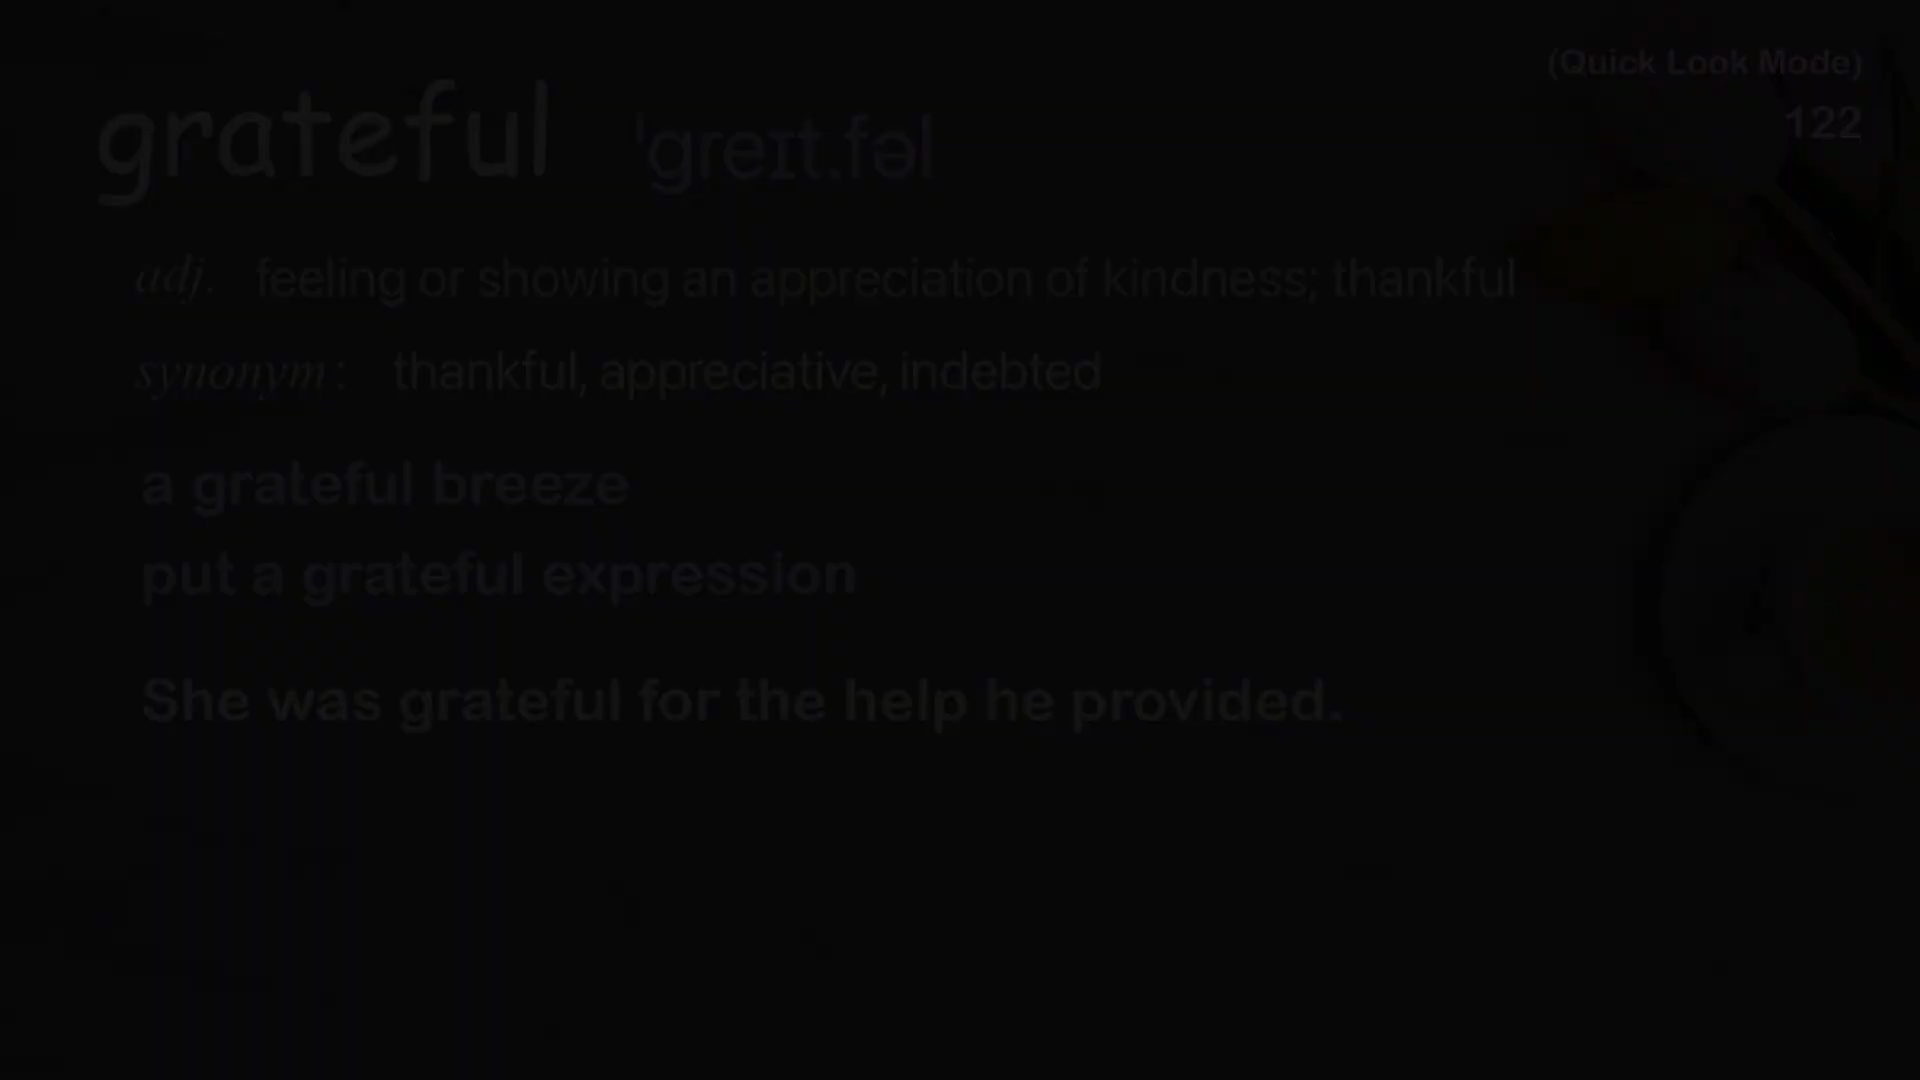 (Quick Look Mode)
122
grateful ˈɡreɪt.fəl
adj. feeling or showing an appreciation of kindness; thankful
synonym: thankful, appreciative, indebted
a grateful breeze
put a grateful expression
She was grateful for the help he provided.